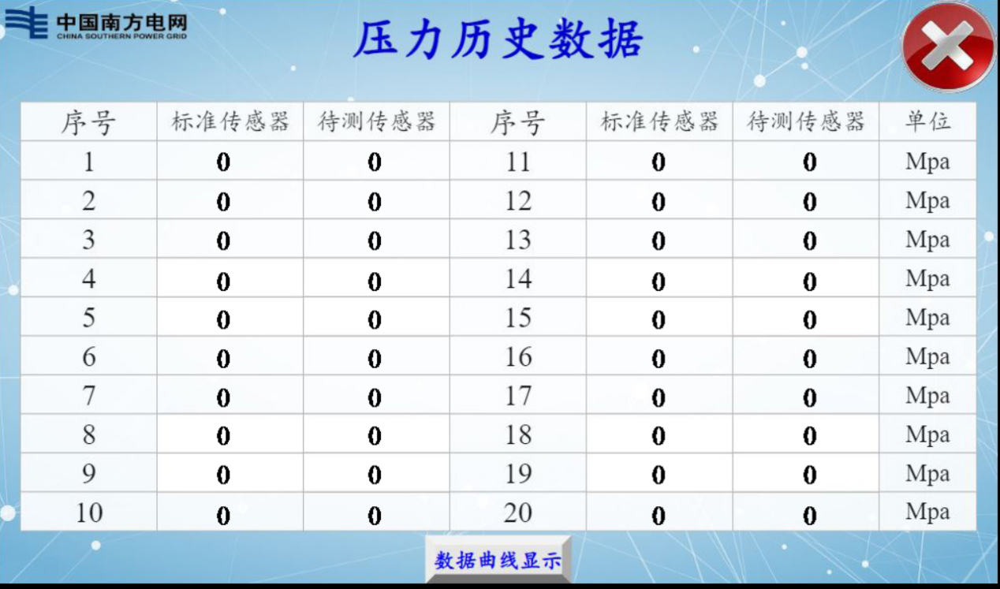 中国南方电网
CHINA SOUTHERN POWER GRID
压力历史数据
序号 标准传感器 待测传感器 序号 标准传感器 待测传感器 单位
1 0 0 11 0 0 Mpa
2 0 0 12 0 0 Mpa
3 0 0 13 0 0 Mpa
4 0 0 14 0 0 Mpa
5 0 0 15 0 0 Mpa
6 0 0 16 0 0 Mpa
7 0 0 17 0 0 Mpa
8 0 0 18 0 0 Mpa
9 0 0 19 0 0 Mpa
10 0 0 20 0 0 Mpa
数据曲线显示